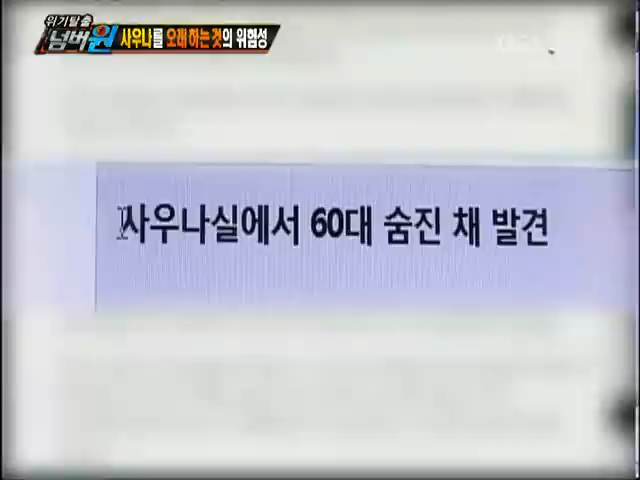 위기탈출
넘버원
사우나를 오래 하는 것의 위험성
사우나실에서 60대 숨진 채 발견